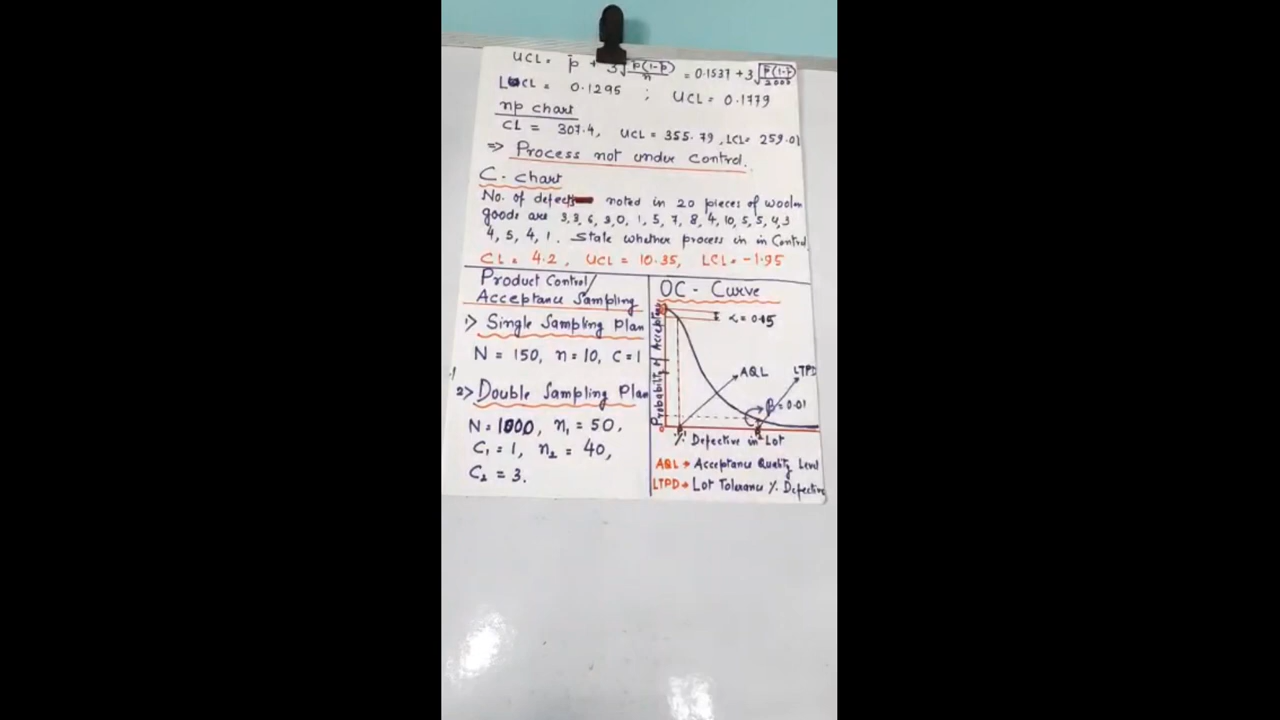 UCL = p̄ + 3√p̄(1-p̄)/n = 0.1537 + 3√p̄(1-p̄)/2000
LCL = 0.1295 ; UCL = 0.1779
np chart
CL = 307.4, UCL = 355.79, LCL = 259.01
⇒ Process not under control.
C - chart
No. of defects noted in 20 pieces of woolen
goods are 3, 3, 6, 3, 0, 1, 5, 7, 8, 4, 10, 5, 5, 4, 3
4, 5, 4, 1. State whether process in in Control
CL = 4.2, UCL = 10.35, LCL = -1.95
Product Control/
Acceptance Sampling
1> Single Sampling Plan
N = 150, n = 10, C = 1
2> Double Sampling Plan
N = 1000, n₁ = 50,
C₁ = 1, n₂ = 40,
C₂ = 3.
OC - Curve
Probability of Accepting
AQL
LTPD
β = 0.01
% Defective in Lot
AQL → Acceptance Quality Level
LTPD → Lot Tolerance % Defective